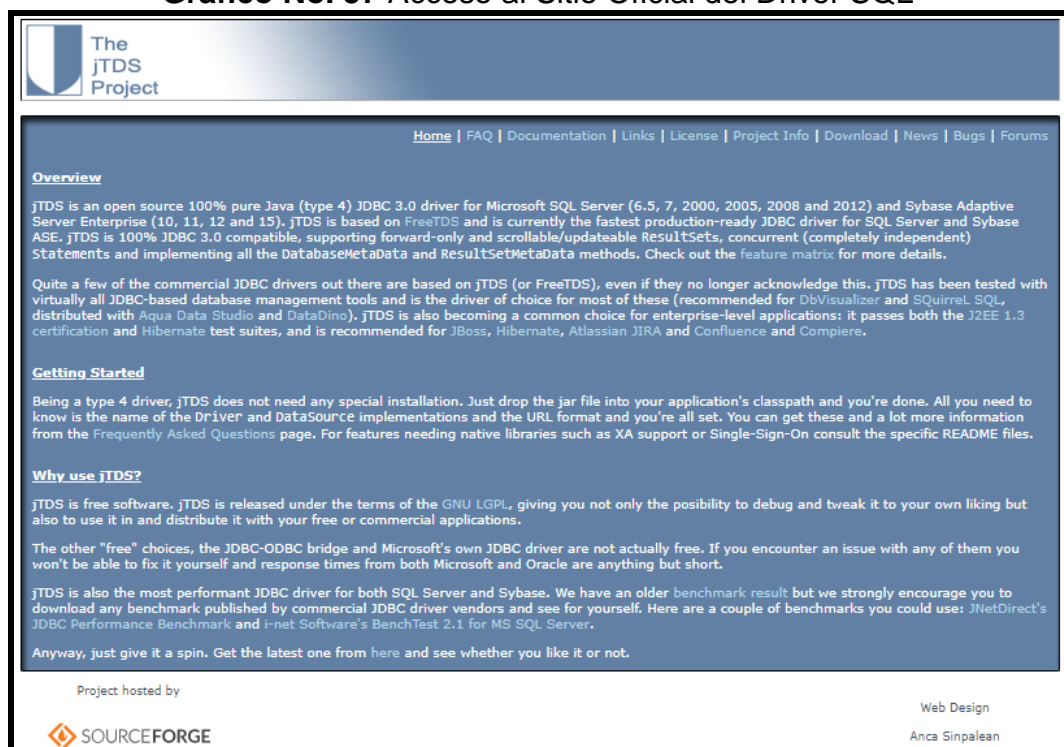 Gráfico No. 37 Acceso al Sitio Oficial del Driver SQL
The
jTDS
Project
Home | FAQ | Documentation | Links | License | Project Info | Download | News | Bugs | Forums
Overview
jTDS is an open source 100% pure Java (type 4) JDBC 3.0 driver for Microsoft SQL Server (6.5, 7, 2000, 2005, 2008 and 2012) and Sybase Adaptive
Server Enterprise (10, 11, 12 and 15). jTDS is based on FreeTDS and is currently the fastest production-ready JDBC driver for SQL Server and Sybase
ASE. jTDS is 100% JDBC 3.0 compatible, supporting forward-only and scrollable/updateable ResultSets, concurrent (completely independent)
Statements and implementing all the DatabaseMetaData and ResultSetMetaData methods. Check out the feature matrix for more details.
Quite a few of the commercial JDBC drivers out there are based on jTDS (or FreeTDS), even if they no longer acknowledge this. jTDS has been tested with
virtually all JDBC-based database management tools and is the driver of choice for most of these (recommended for DbVisualizer and SQuirreL SQL,
distributed with Aqua Data Studio and DataDino). jTDS is also becoming a common choice for enterprise-level applications: it passes both the J2EE 1.3
certification and Hibernate test suites, and is recommended for JBoss, Hibernate, Atlassian JIRA and Confluence and Compiere.
Getting Started
Being a type 4 driver, jTDS does not need any special installation. Just drop the jar file into your application's classpath and you're done. All you need to
know is the name of the Driver and DataSource implementations and the URL format and you're all set. You can get these and a lot more information
from the Frequently Asked Questions page. For features needing native libraries such as XA support or Single-Sign-On consult the specific README files.
Why use jTDS?
jTDS is free software. jTDS is released under the terms of the GNU LGPL, giving you not only the posibility to debug and tweak it to your own liking but
also to use it in and distribute it with your free or commercial applications.
The other "free" choices, the JDBC-ODBC bridge and Microsoft's own JDBC driver are not actually free. If you encounter an issue with any of them you
won't be able to fix it yourself and response times from both Microsoft and Oracle are anything but short.
jTDS is also the most performant JDBC driver for both SQL Server and Sybase. We have an older benchmark result but we strongly encourage you to
download any benchmark published by commercial JDBC driver vendors and see for yourself. Here are a couple of benchmarks you could use: JNetDirect's
JDBC Performance Benchmark and i-net Software's BenchTest 2.1 for MS SQL Server.
Anyway, just give it a spin. Get the latest one from here and see whether you like it or not.
Project hosted by
SOURCEFORGE
Web Design
Anca Sinpalean